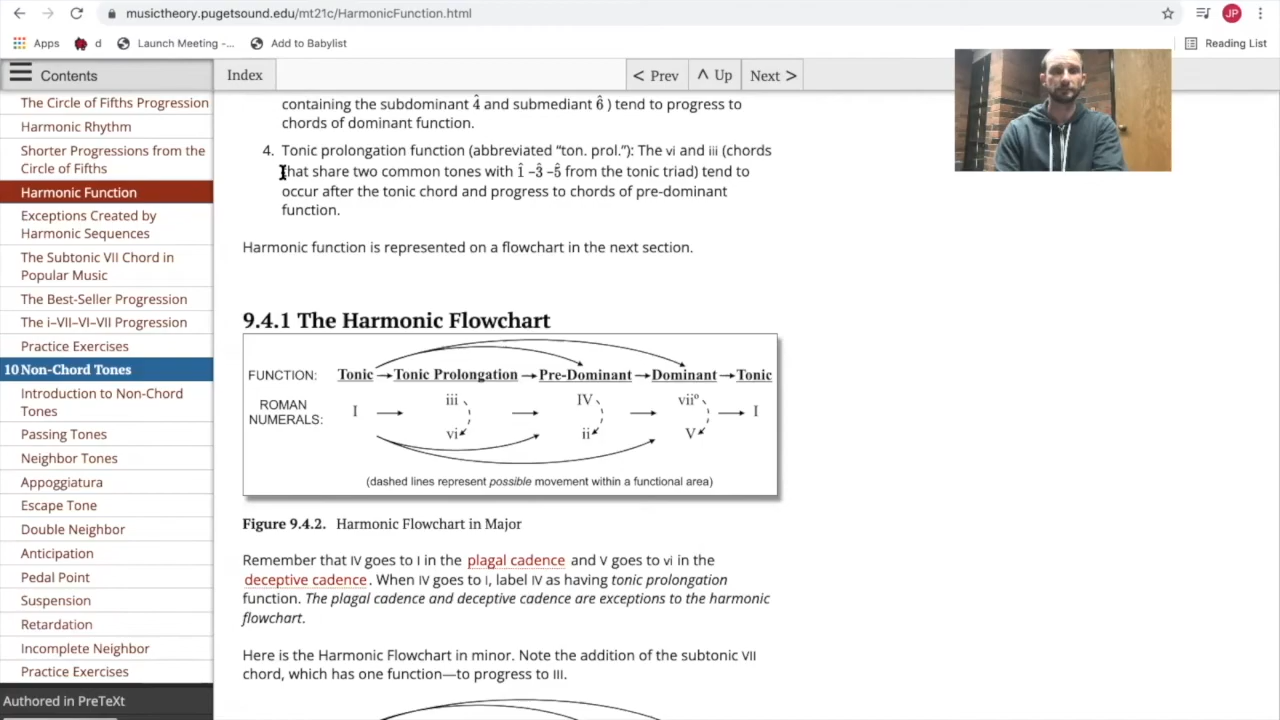 musictheory.pugetsound.edu/mt21c/HarmonicFunction.html
JP
Apps
d
Launch Meeting -...
Add to Babylist
Reading List
Contents
Index
< Prev
^ Up
Next >
The Circle of Fifths Progression
Harmonic Rhythm
Shorter Progressions from the
Circle of Fifths
Harmonic Function
Exceptions Created by
Harmonic Sequences
The Subtonic VII Chord in
Popular Music
The Best-Seller Progression
The i–VII–VI–VII Progression
Practice Exercises
10 Non-Chord Tones
Introduction to Non-Chord
Tones
Passing Tones
Neighbor Tones
Appoggiatura
Escape Tone
Double Neighbor
Anticipation
Pedal Point
Suspension
Retardation
Incomplete Neighbor
Practice Exercises
Authored in PreTeXt
containing the subdominant 4̂ and submediant 6̂ ) tend to progress to
chords of dominant function.
4. Tonic prolongation function (abbreviated “ton. prol.”): The vi and iii (chords
that share two common tones with 1̂ –3̂ –5̂ from the tonic triad) tend to
occur after the tonic chord and progress to chords of pre-dominant
function.
Harmonic function is represented on a flowchart in the next section.
9.4.1 The Harmonic Flowchart
FUNCTION: Tonic → Tonic Prolongation → Pre-Dominant → Dominant → Tonic
iii IV vii°
ROMAN
NUMERALS: I → → → → I
vi ii V
(dashed lines represent possible movement within a functional area)
Figure 9.4.2. Harmonic Flowchart in Major
Remember that IV goes to I in the plagal cadence and V goes to vi in the
deceptive cadence. When IV goes to I, label IV as having tonic prolongation
function. The plagal cadence and deceptive cadence are exceptions to the harmonic
flowchart.
Here is the Harmonic Flowchart in minor. Note the addition of the subtonic VII
chord, which has one function—to progress to III.